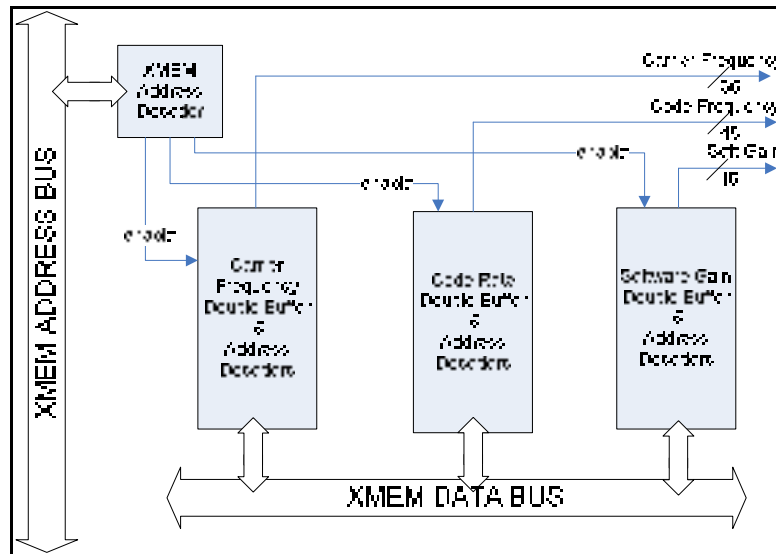 XMEM ADDRESS BUS
XMEM
Address
Decoder
Carrier Frequency
Code Frequency
Soft Gain
enable
enable
enable
Carrier
Frequency
Double Buffer
&
Address
Decoders
Code Rate
Double Buffer
&
Address
Decoders
Software Gain
Double Buffer
&
Address
Decoders
XMEM DATA BUS